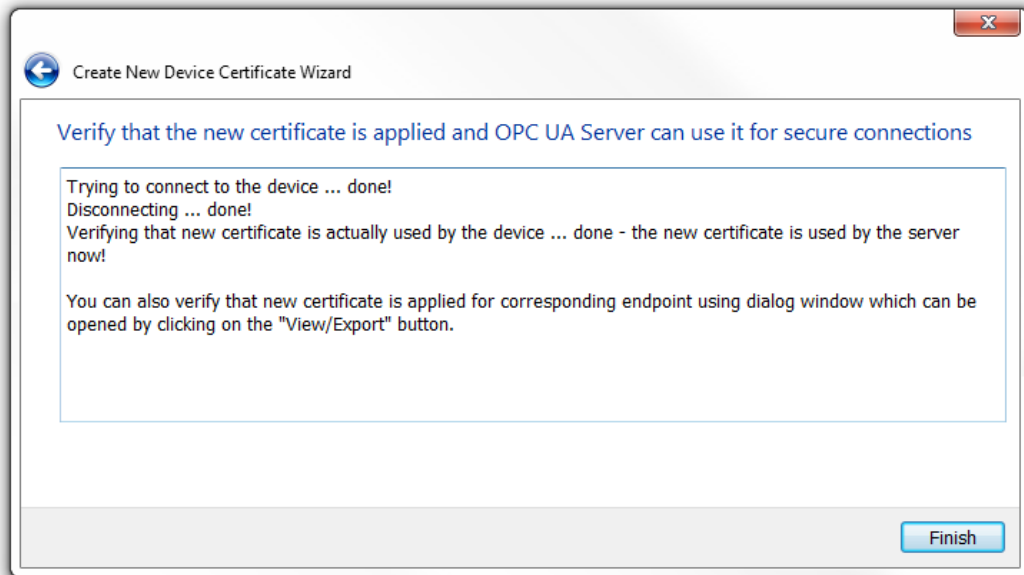 Create New Device Certificate Wizard
Verify that the new certificate is applied and OPC UA Server can use it for secure connections
Trying to connect to the device ... done!
Disconnecting ... done!
Verifying that new certificate is actually used by the device ... done - the new certificate is used by the server
now!
You can also verify that new certificate is applied for corresponding endpoint using dialog window which can be
opened by clicking on the "View/Export" button.
Finish